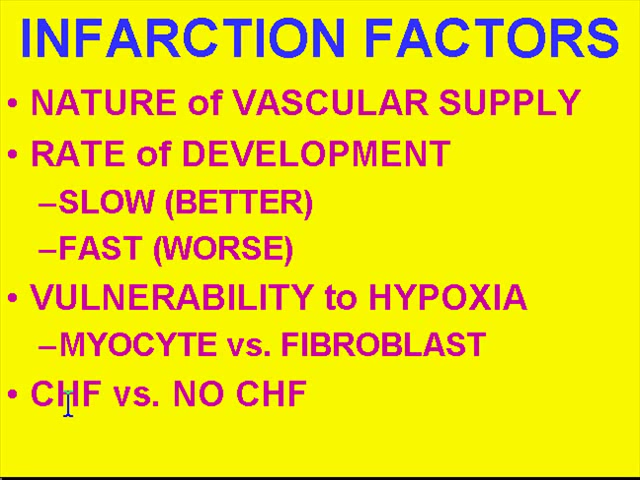 INFARCTION FACTORS
• NATURE of VASCULAR SUPPLY
• RATE of DEVELOPMENT
–SLOW (BETTER)
–FAST (WORSE)
• VULNERABILITY to HYPOXIA
–MYOCYTE vs. FIBROBLAST
• CHF vs. NO CHF